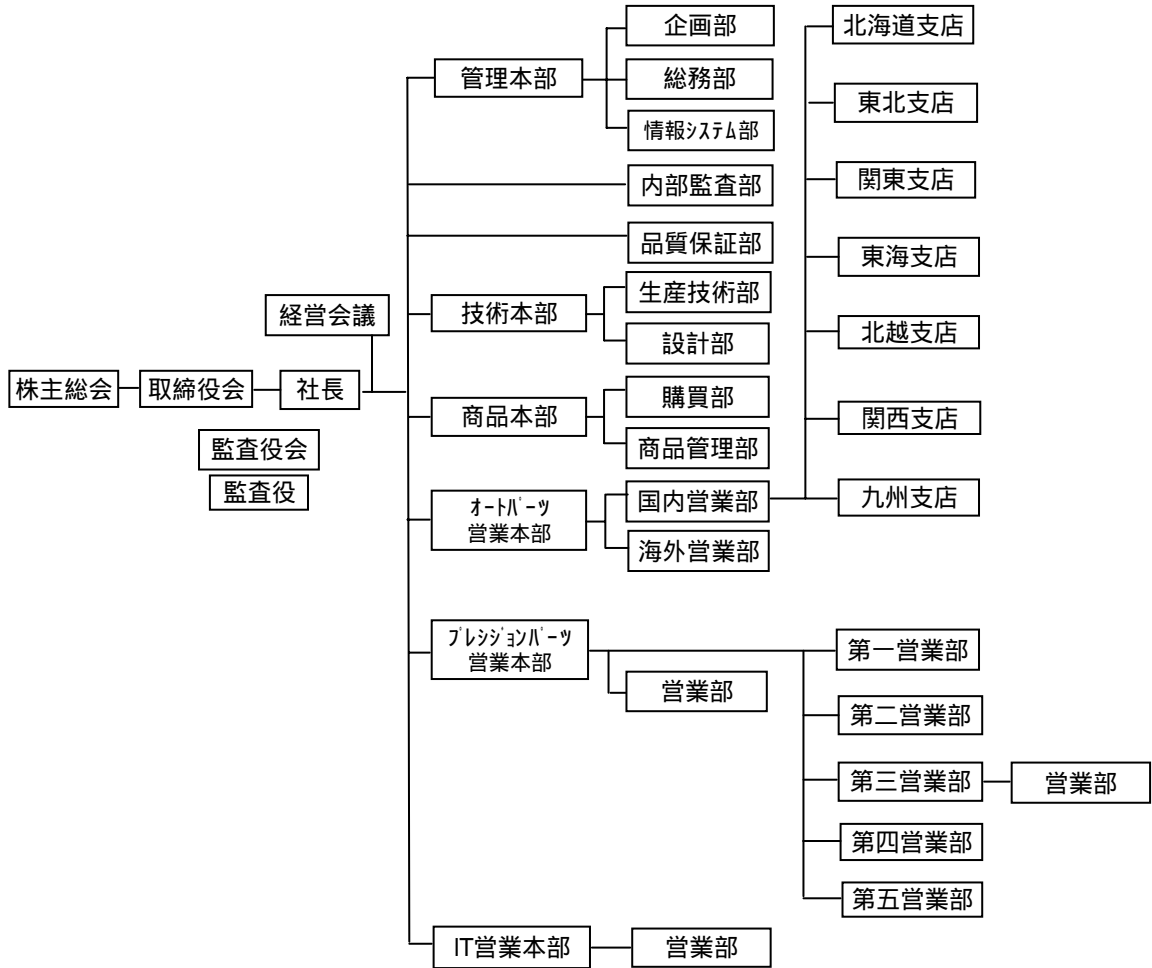 企画部
北海道支店
管理本部
総務部
東北支店
情報ｼｽﾃﾑ部
内部監査部
関東支店
品質保証部
東海支店
経営会議
技術本部
生産技術部
設計部
北越支店
株主総会
取締役会
社長
商品本部
購買部
商品管理部
関西支店
監査役会
監査役
ｵｰﾄﾊﾟｰﾂ
営業本部
国内営業部
九州支店
海外営業部
ﾌﾟﾚｼｼﾞｮﾝﾊﾟｰﾂ
営業本部
第一営業部
営業部
第二営業部
第三営業部
営業部
第四営業部
第五営業部
IT営業本部
営業部